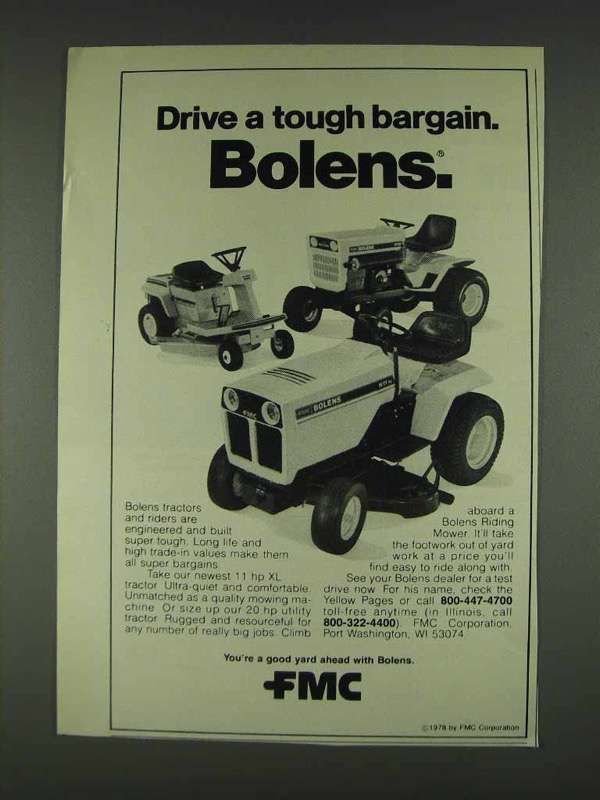 Drive a tough bargain.
Bolens.®
BOLENS
BOLENS
FMC
Bolens tractors
and riders are
engineered and built
super tough. Long life and
high trade-in values make them
all super bargains.
Take our newest 11 hp XL
tractor. Ultra-quiet and comfortable.
Unmatched as a quality mowing ma-
chine. Or size up our 20 hp utility
tractor. Rugged and resourceful for
any number of really big jobs. Climb
aboard a
Bolens Riding
Mower. It'll take
the footwork out of yard
work at a price you'll
find easy to ride along with.
See your Bolens dealer for a test
drive now. For his name, check the
Yellow Pages or call 800-447-4700
toll-free anytime (in Illinois, call
800-322-4400). FMC Corporation,
Port Washington, WI 53074
You're a good yard ahead with Bolens.
FMC
©1978 by FMC Corporation